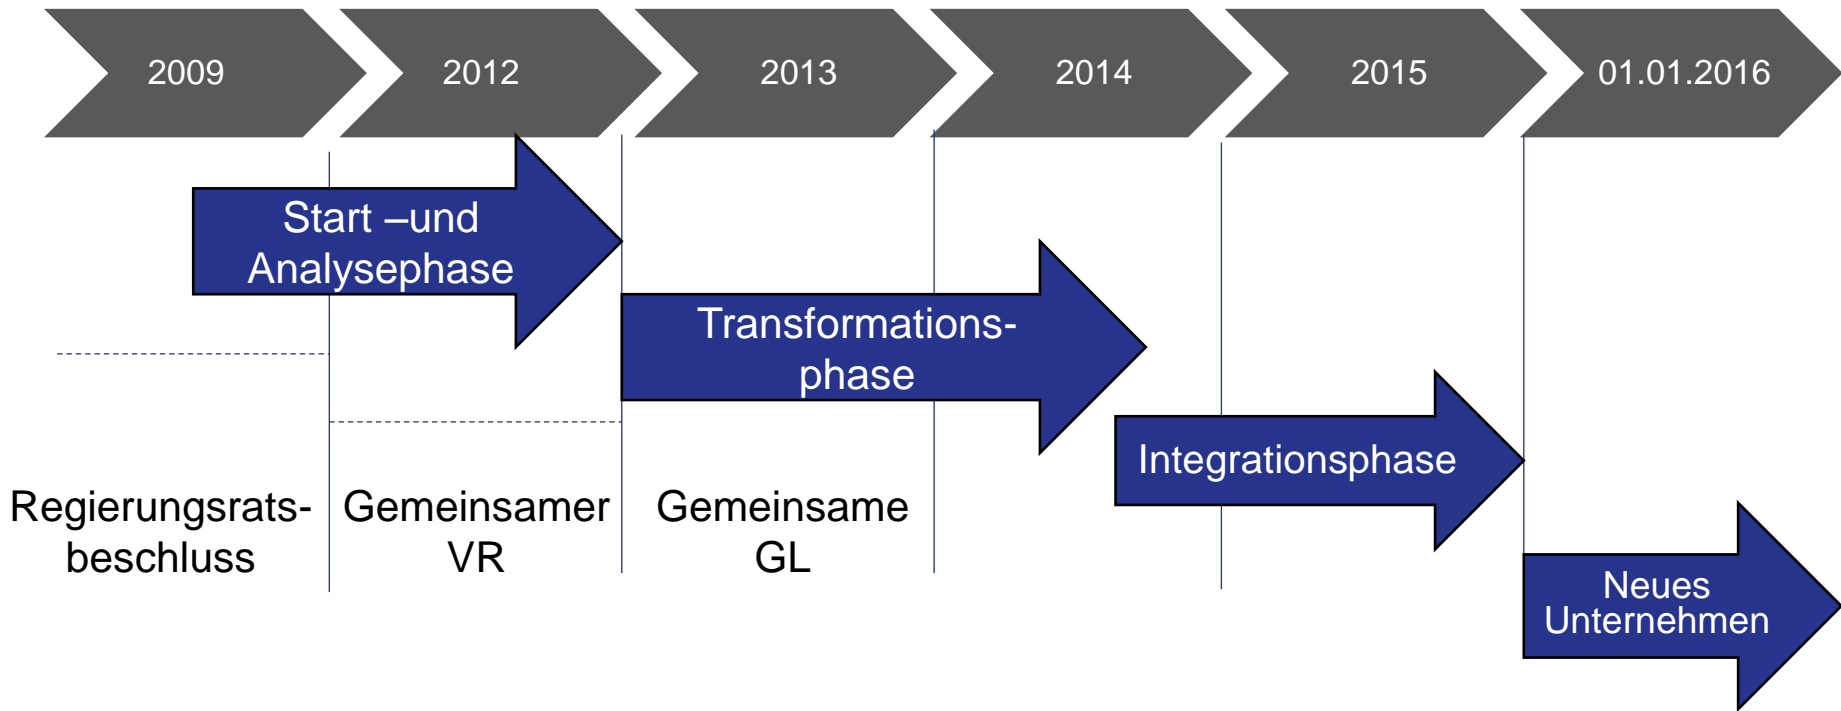 2009
2012
2013
2014
2015
01.01.2016
Start –und
Analysephase
Transformations-
phase
Integrationsphase
Regierungsrats-
beschluss
Gemeinsamer
VR
Gemeinsame
GL
Neues
Unternehmen